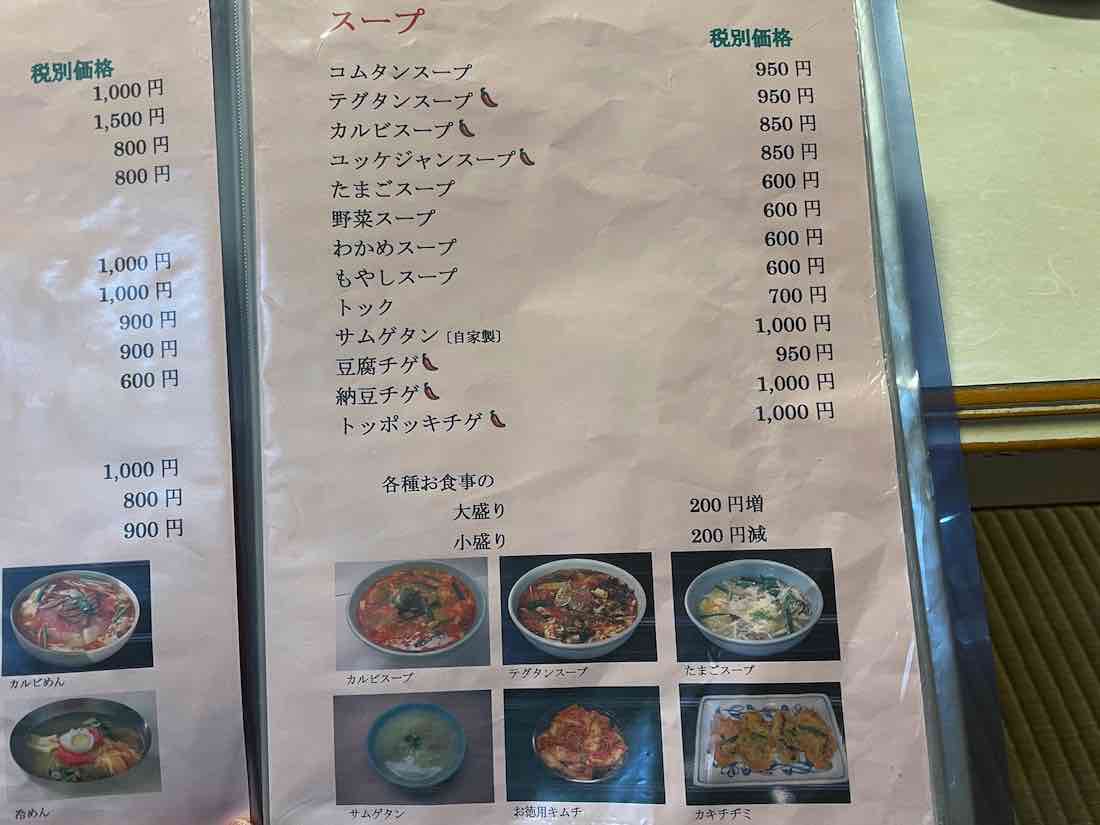 税別価格
1,000 円
1,500 円
800 円
800 円
1,000 円
1,000 円
900 円
900 円
600 円
1,000 円
800 円
900 円
カルビめん
冷めん
スープ
税別価格
コムタンスープ 950 円
テグタンスープ 950 円
カルビスープ 850 円
ユッケジャンスープ 850 円
たまごスープ 600 円
野菜スープ 600 円
わかめスープ 600 円
もやしスープ 600 円
トック 700 円
サムゲタン〔自家製〕 1,000 円
豆腐チゲ 950 円
納豆チゲ 1,000 円
トッポッキチゲ 1,000 円
各種お食事の
大盛り 200 円増
小盛り 200 円減
カルビスープ テグタンスープ たまごスープ
サムゲタン お徳用キムチ カキチヂミ